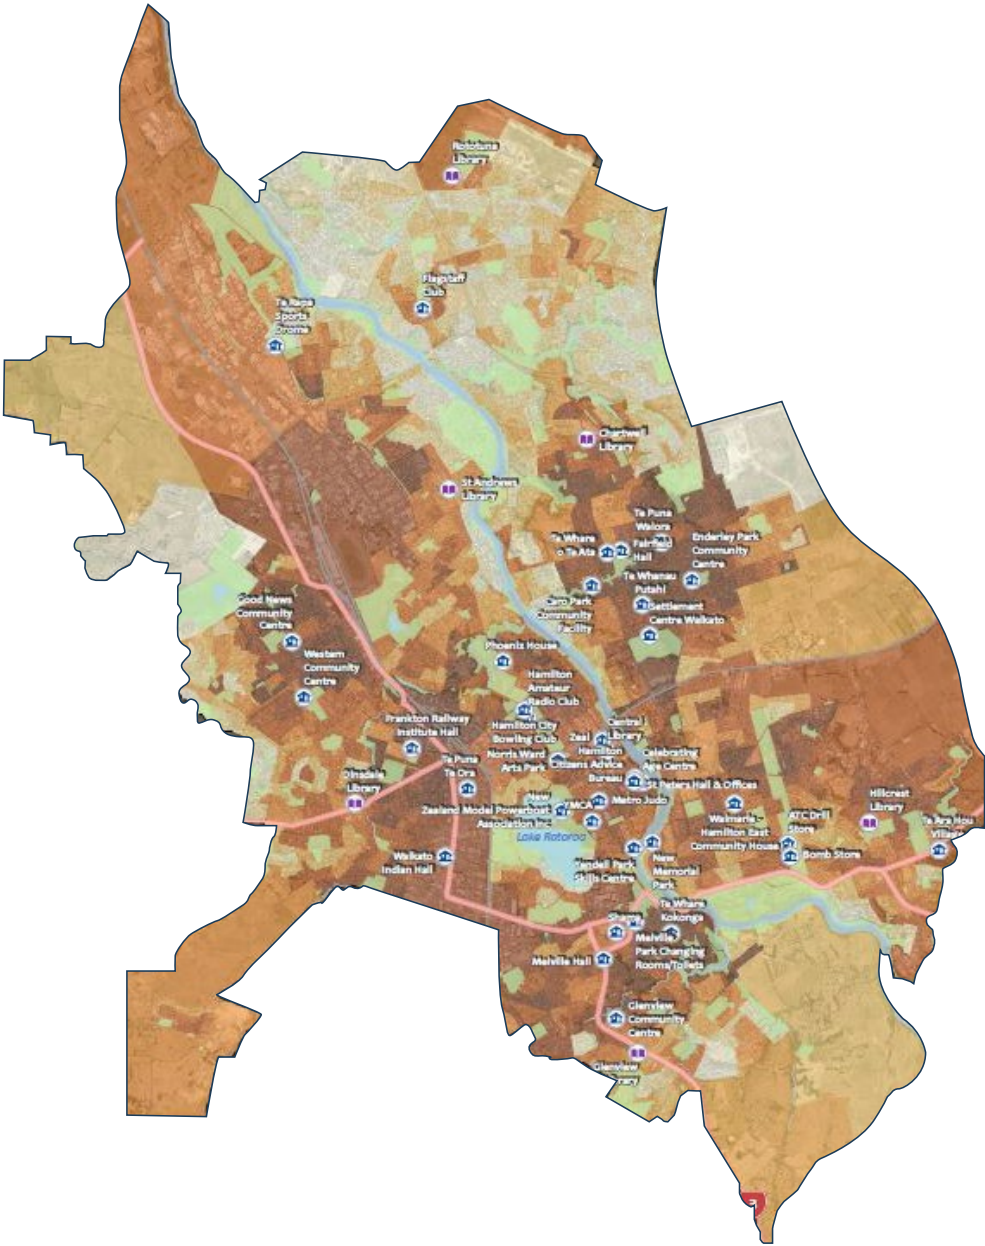 Rototuna
Library
Flagstaff
Club
Te Rapa
Sports
Drome
Chartwell
Library
St Andrews
Library
Te Puna
Waiora
Te Whare
o Te Ata
Fairfield
Hall
Enderley Park
Community
Centre
Te Whanau
Putahi
Caro Park
Community
Facility
Settlement
Centre Waikato
Good News
Community
Centre
Western
Community
Centre
Phoenix House
Hamilton
Amateur
Radio Club
Frankton Railway
Institute Hall
Hamilton City
Bowling Club
Zeal
Central
Library
Norris Ward
Arts Park
Hamilton
Citizens Advice
Bureau
Celebrating
Age Centre
Te Puna
Te Ora
Dinsdale
Library
St Peters Hall & Offices
New
Zealand Model Powerboat
Association Inc
YMCA
Metro Judo
Hillcrest
Library
Lake Rotoroa
Hamilton East
Community House
ATC Drill
Store
Te Ara Hou
Village
Bomb Store
Waikato
Indian Hall
Yendell Park
Skills Centre
New
Memorial
Park
Te Whare
Kokonga
Shama
Melville
Park Changing
Rooms/Toilets
Melville Hall
Glenview
Community
Centre
Glenview